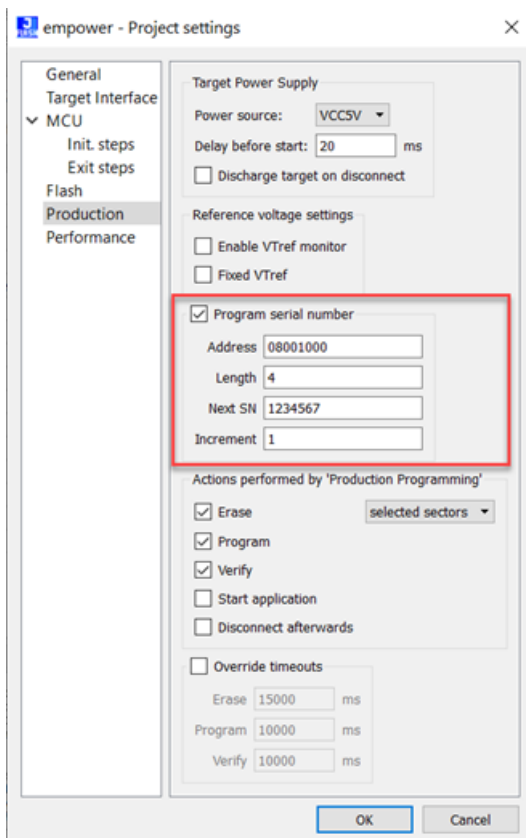 empower - Project settings
General
Target Interface
MCU
Init. steps
Exit steps
Flash
Production
Performance
Target Power Supply
Power source: VCC5V
Delay before start: 20 ms
Discharge target on disconnect
Reference voltage settings
Enable VTref monitor
Fixed VTref
Program serial number
Address 08001000
Length 4
Next SN 1234567
Increment 1
Actions performed by 'Production Programming'
Erase selected sectors
Program
Verify
Start application
Disconnect afterwards
Override timeouts
Erase 15000 ms
Program 10000 ms
Verify 10000 ms
OK Cancel